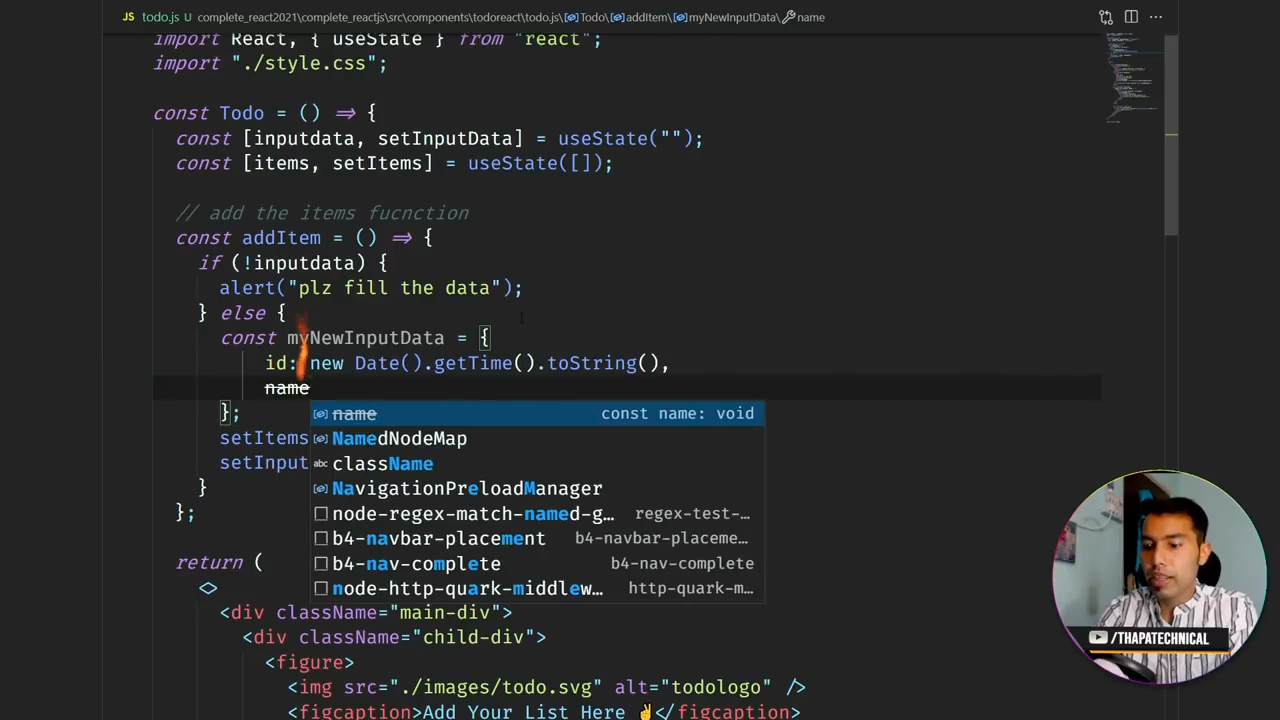 JS todo.js U complete_react2021\complete_reactjs\src\components\todoreact\todo.js\Todo\addItem\myNewInputData\name
import React, { useState } from "react";
import "./style.css";
const Todo = () => {
const [inputdata, setInputData] = useState("");
const [items, setItems] = useState([]);
// add the items fucnction
const addItem = () => {
if (!inputdata) {
alert("plz fill the data");
} else {
const myNewInputData = {
id: new Date().getTime().toString(),
name
};
name const name: void
NamedNodeMap
setItems
abc className
setInput
NavigationPreloadManager
}
node-regex-match-named-g… regex-test-…
};
b4-navbar-placement b4-navbar-placeme…
b4-nav-complete b4-nav-complete
node-http-quark-middlew… http-quark-m…
return (
<>
<div className="main-div">
<div className="child-div">
<figure>
<img src="./images/todo.svg" alt="todologo" />
<figcaption>Add Your List Here ✌</figcaption>
/THAPATECHNICAL